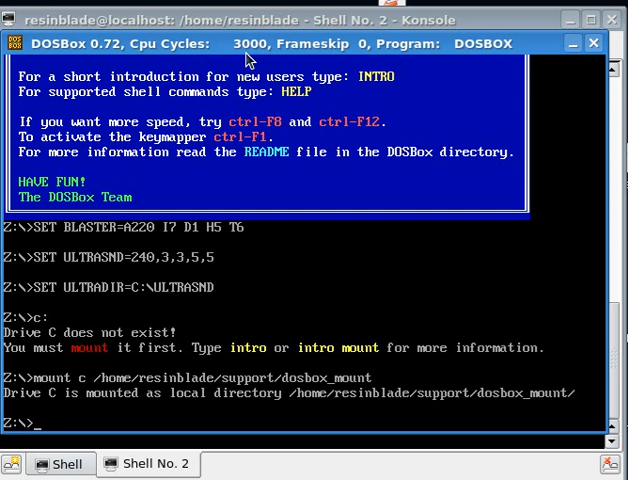 resinblade@localhost: /home/resinblade - Shell No. 2 - Konsole
DOSBox 0.72, Cpu Cycles: 3000, Frameskip 0, Program: DOSBOX
For a short introduction for new users type: INTRO
For supported shell commands type: HELP
If you want more speed, try ctrl-F8 and ctrl-F12.
To activate the keymapper ctrl-F1.
For more information read the README file in the DOSBox directory.
HAVE FUN!
The DOSBox Team
Z:\>SET BLASTER=A220 I7 D1 H5 T6
Z:\>SET ULTRASND=240,3,3,5,5
Z:\>SET ULTRADIR=C:\ULTRASND
Z:\>c:
Drive C does not exist!
You must mount it first. Type intro or intro mount for more information.
Z:\>mount c /home/resinblade/support/dosbox_mount
Drive C is mounted as local directory /home/resinblade/support/dosbox_mount/
Z:\>_
Shell
Shell No. 2